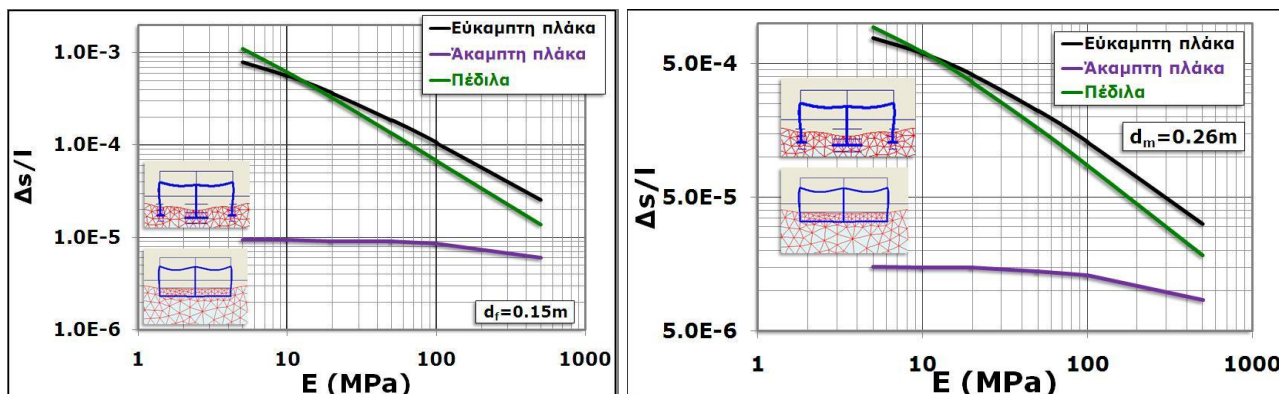 1.0E-3
1.0E-4
1.0E-5
1.0E-6
Δs/l
Εύκαμπτη πλάκα
Άκαμπτη πλάκα
Πέδιλα
df=0.15m
1 10 100 1000
E (MPa)
5.0E-4
5.0E-5
5.0E-6
Δs/l
Εύκαμπτη πλάκα
Άκαμπτη πλάκα
Πέδιλα
dm=0.26m
1 10 100 1000
E (MPa)